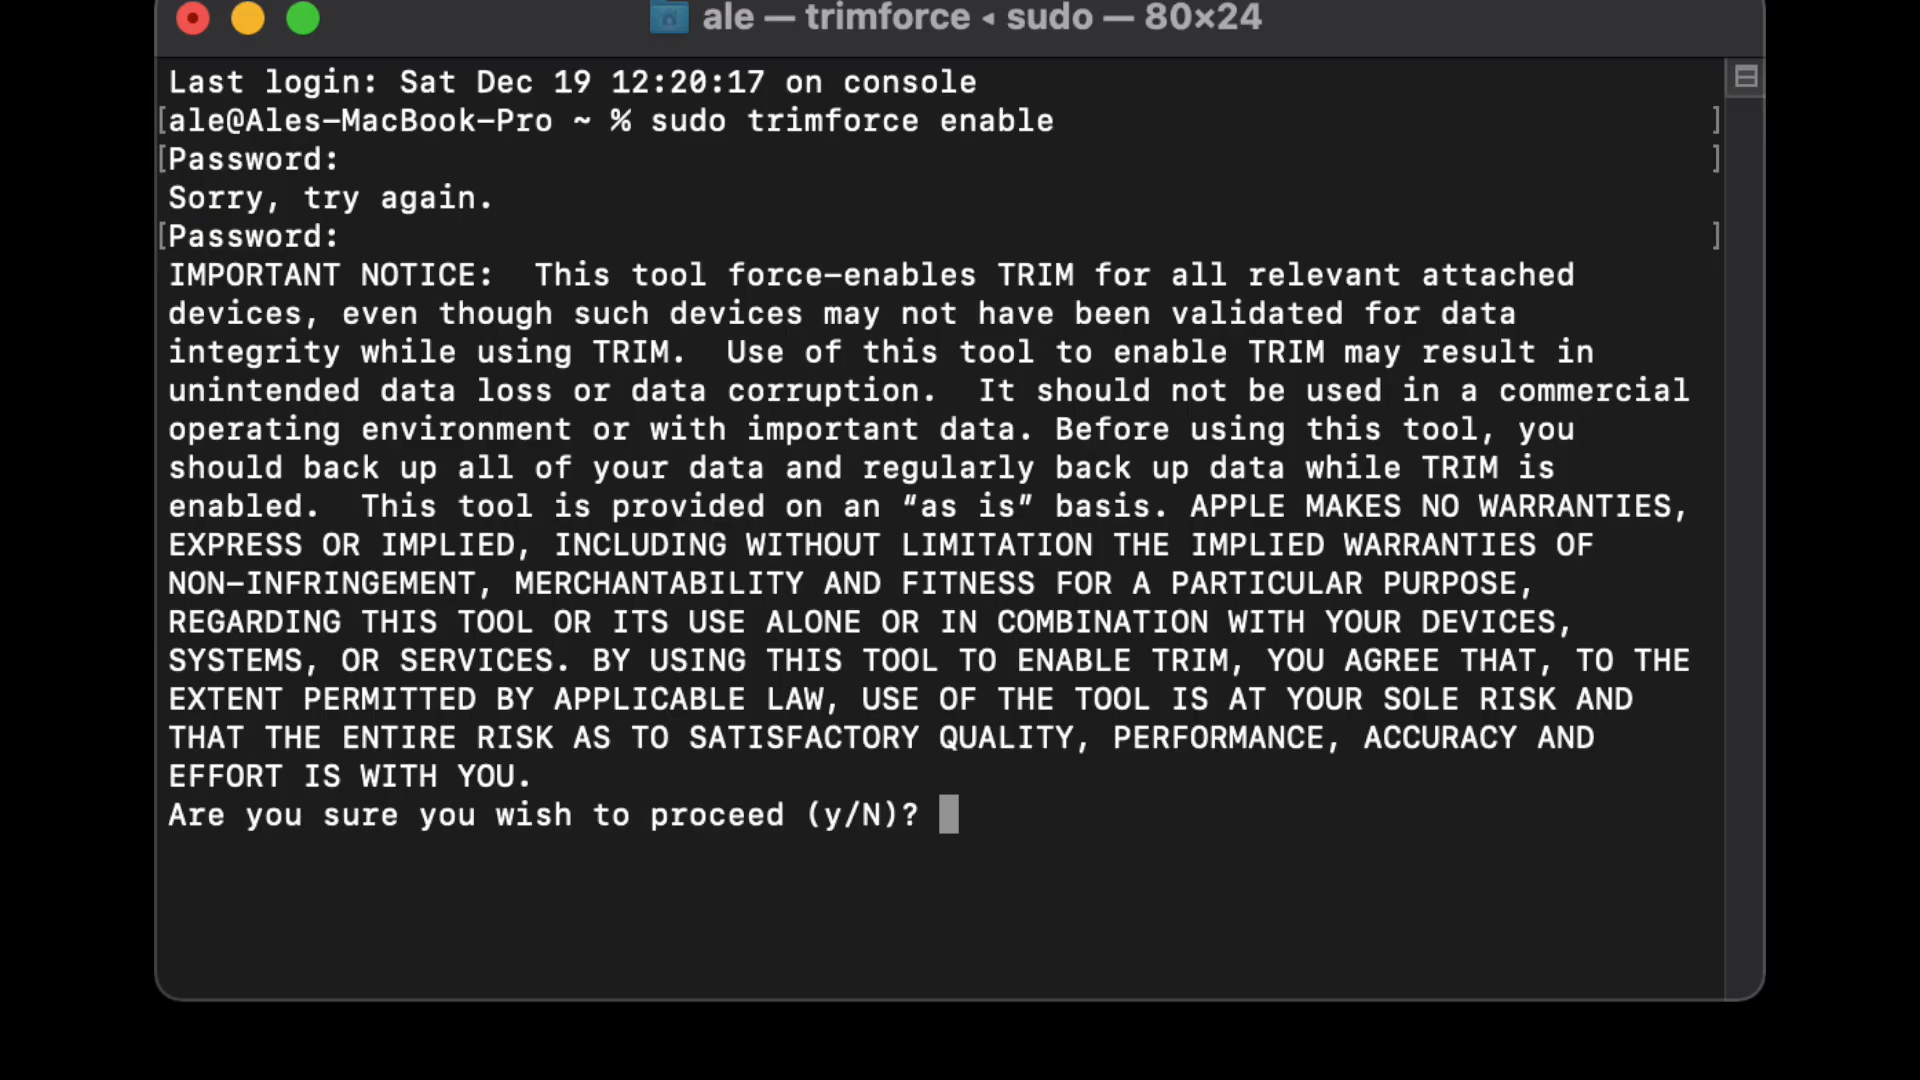 ale — trimforce ◂ sudo — 80×24
Last login: Sat Dec 19 12:20:17 on console
[ale@Ales-MacBook-Pro ~ % sudo trimforce enable ]
[Password: ]
Sorry, try again.
[Password: ]
IMPORTANT NOTICE:  This tool force-enables TRIM for all relevant attached
devices, even though such devices may not have been validated for data
integrity while using TRIM.  Use of this tool to enable TRIM may result in
unintended data loss or data corruption.  It should not be used in a commercial
operating environment or with important data. Before using this tool, you
should back up all of your data and regularly back up data while TRIM is
enabled.  This tool is provided on an “as is” basis. APPLE MAKES NO WARRANTIES,
EXPRESS OR IMPLIED, INCLUDING WITHOUT LIMITATION THE IMPLIED WARRANTIES OF
NON-INFRINGEMENT, MERCHANTABILITY AND FITNESS FOR A PARTICULAR PURPOSE,
REGARDING THIS TOOL OR ITS USE ALONE OR IN COMBINATION WITH YOUR DEVICES,
SYSTEMS, OR SERVICES. BY USING THIS TOOL TO ENABLE TRIM, YOU AGREE THAT, TO THE
EXTENT PERMITTED BY APPLICABLE LAW, USE OF THE TOOL IS AT YOUR SOLE RISK AND
THAT THE ENTIRE RISK AS TO SATISFACTORY QUALITY, PERFORMANCE, ACCURACY AND
EFFORT IS WITH YOU.
Are you sure you wish to proceed (y/N)?